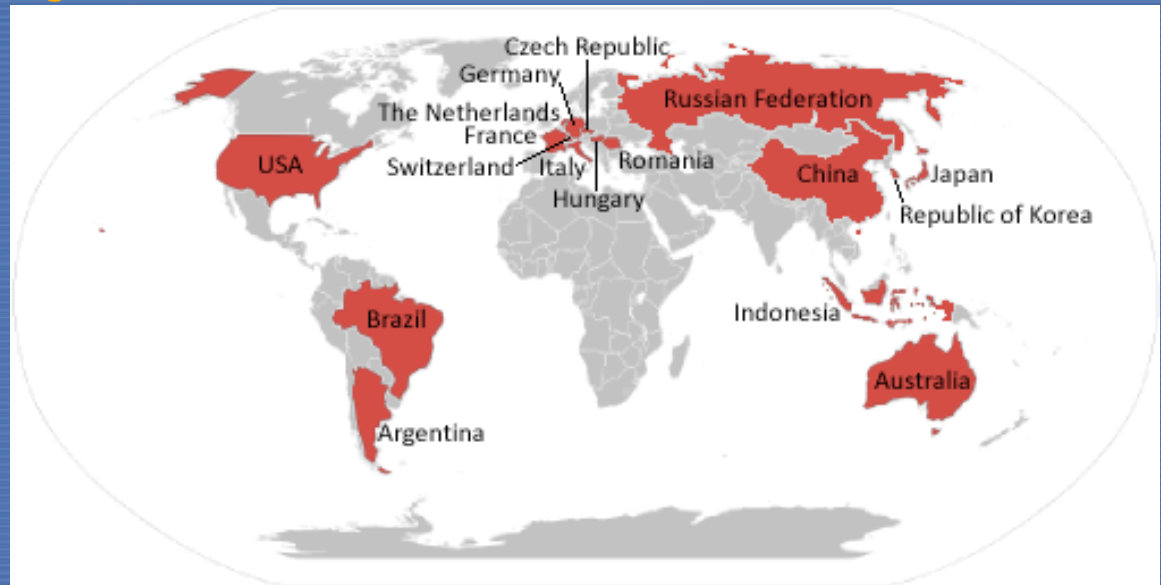 Czech Republic
Germany
The Netherlands
France
Switzerland
Italy
Hungary
Romania
Russian Federation
USA
China
Japan
Republic of Korea
Indonesia
Brazil
Australia
Argentina